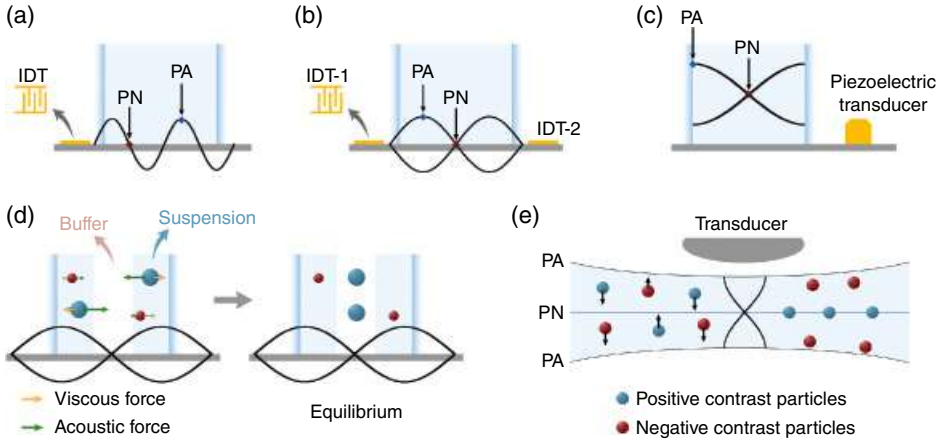 (a)
IDT
PN
PA
(b)
IDT-1
PA
PN
IDT-2
(c)
PA
PN
Piezoelectric
transducer
(d)
Buffer
Suspension
Viscous force
Acoustic force
Equilibrium
(e)
Transducer
PA
PN
PA
Positive contrast particles
Negative contrast particles